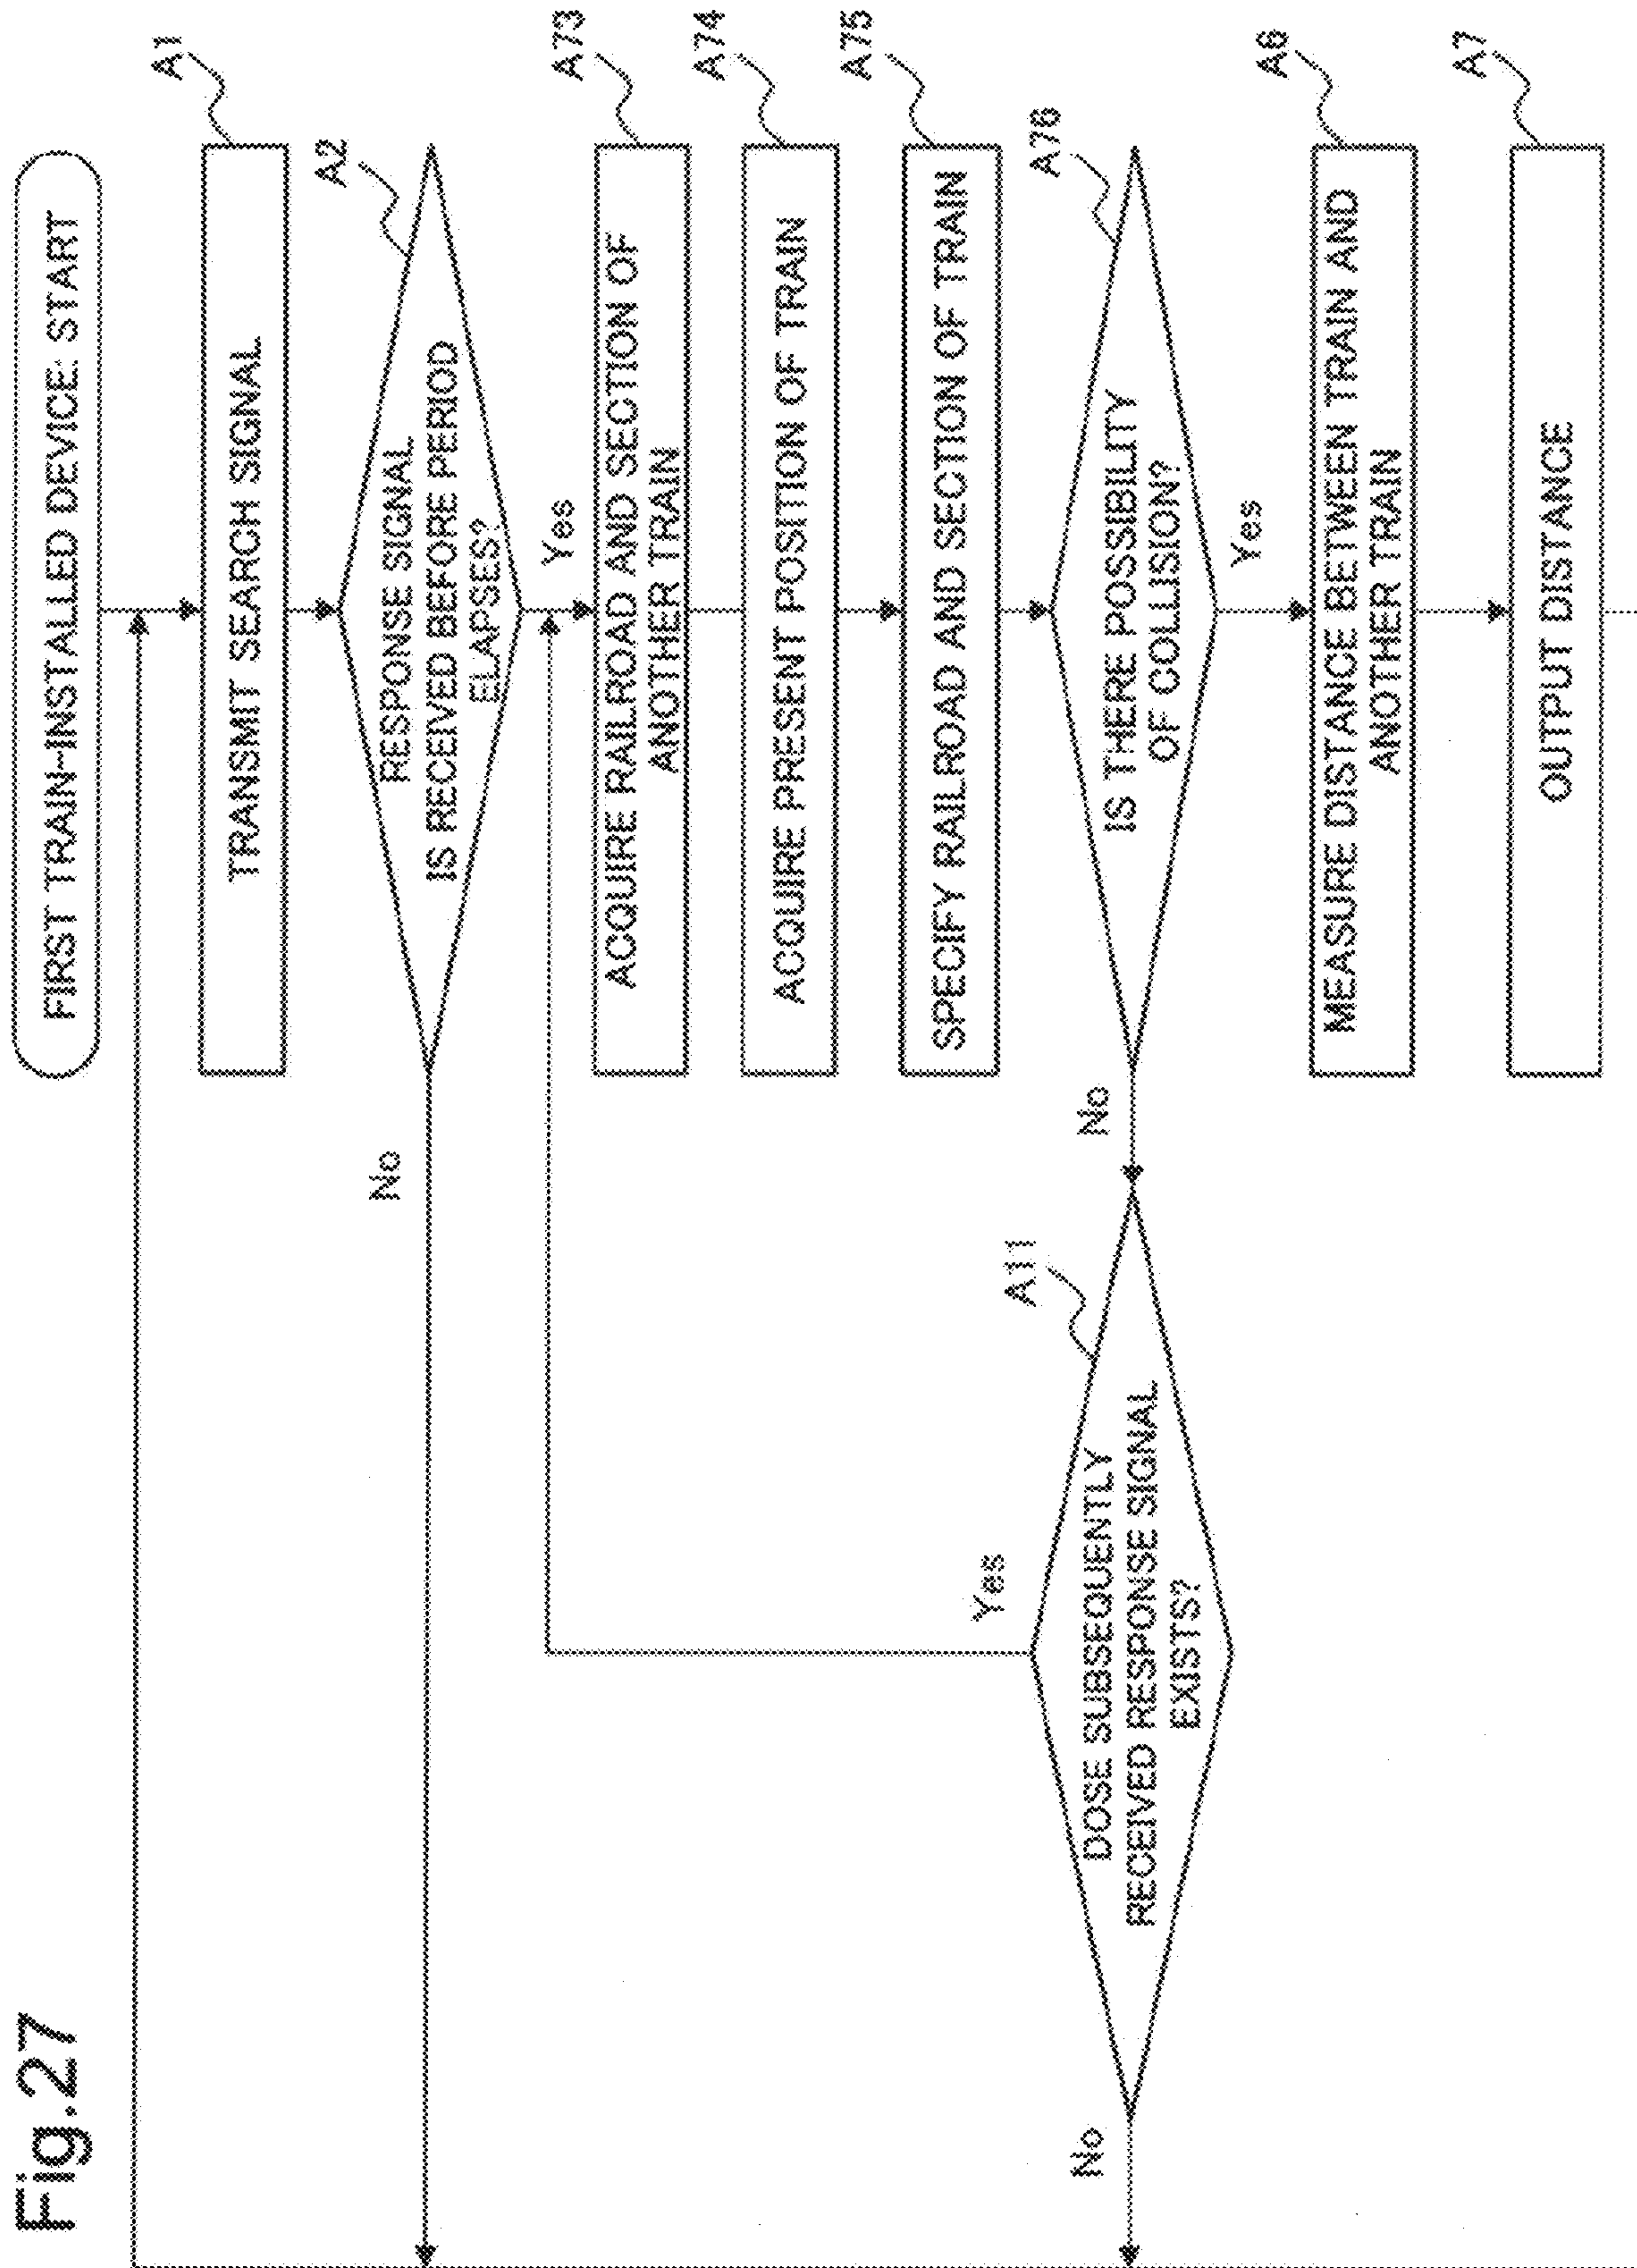 Fig.27
FIRST TRAIN-INSTALLED DEVICE: START
A1
TRANSMIT SEARCH SIGNAL
A2
RESPONSE SIGNAL
IS RECEIVED BEFORE PERIOD
ELAPSES?
No
Yes
A73
ACQUIRE RAILROAD AND SECTION OF
ANOTHER TRAIN
A74
ACQUIRE PRESENT POSITION OF TRAIN
A75
SPECIFY RAILROAD AND SECTION OF TRAIN
A76
IS THERE POSSIBILITY
OF COLLISION?
No
Yes
A11
DOSE SUBSEQUENTLY
RECEIVED RESPONSE SIGNAL
EXISTS?
Yes
No
A6
MEASURE DISTANCE BETWEEN TRAIN AND
ANOTHER TRAIN
A7
OUTPUT DISTANCE